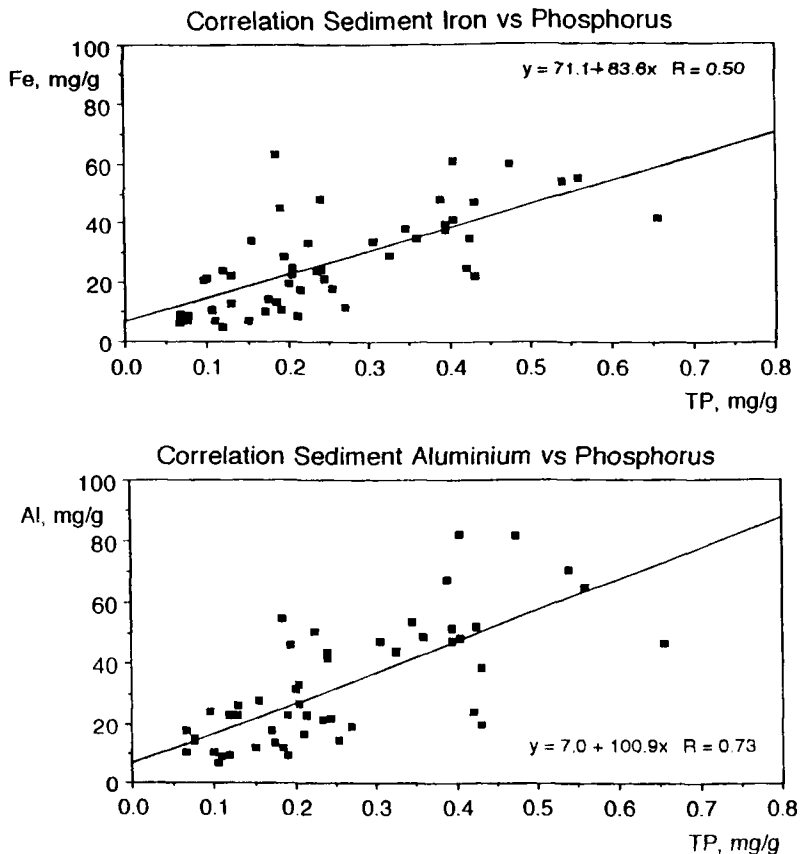 Correlation Sediment Iron vs Phosphorus
100
Fe, mg/g
y = 71.1+83.6x R = 0.50
80
60
40
20
0
0.0 0.1 0.2 0.3 0.4 0.5 0.6 0.7 0.8
TP, mg/g
Correlation Sediment Aluminium vs Phosphorus
100
Al, mg/g
80
60
40
20
y = 7.0 + 100.9x R = 0.73
0
0.0 0.1 0.2 0.3 0.4 0.5 0.6 0.7 0.8
TP, mg/g